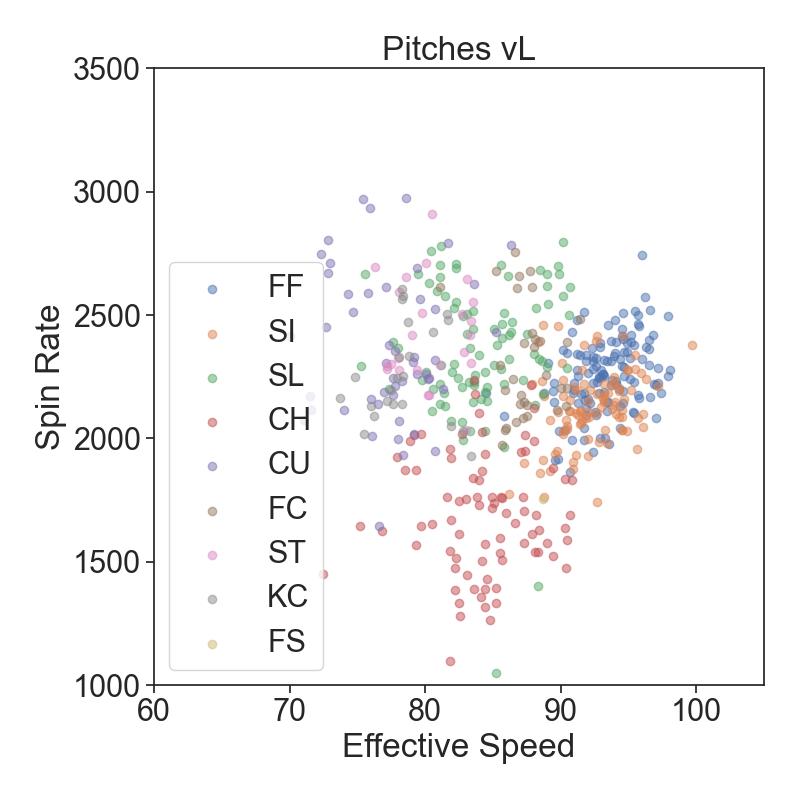 Pitches vL
3500
3000
2500
2000
1500
1000
Spin Rate
FF
SI
SL
CH
CU
FC
ST
KC
FS
60 70 80 90 100
Effective Speed